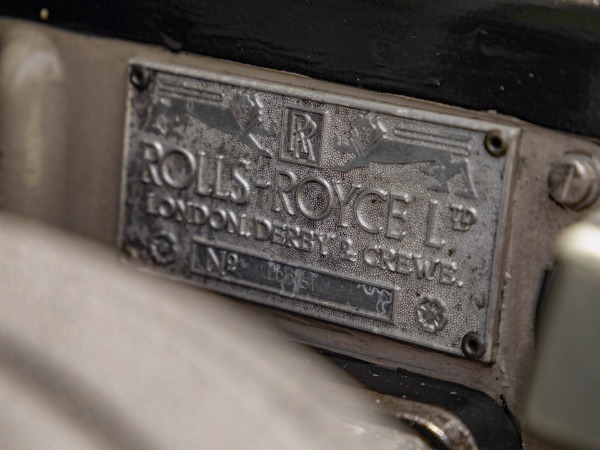 RR
ROLLS-ROYCE LTD
LONDON, DERBY & CREWE.
No